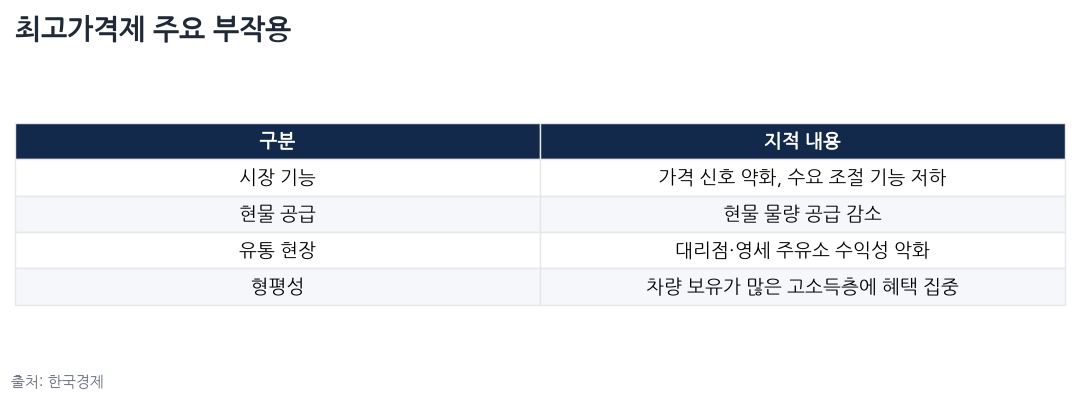 최고가격제 주요 부작용
구분 지적 내용
시장 기능 가격 신호 약화, 수요 조절 기능 저하
현물 공급 현물 물량 공급 감소
유통 현장 대리점·영세 주유소 수익성 악화
형평성 차량 보유가 많은 고소득층에 혜택 집중
출처: 한국경제